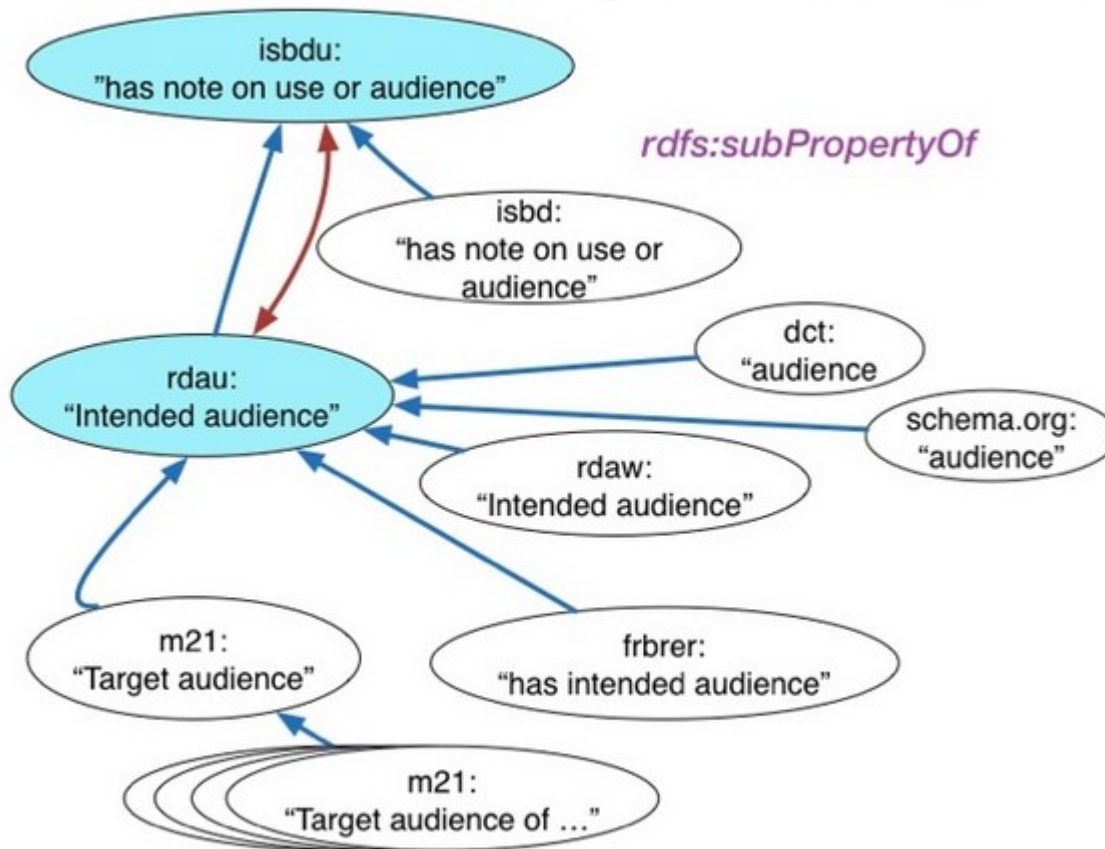 isbdu:
”has note on use or audience”
rdfs:subPropertyOf
isbd:
“has note on use or
audience”
dct:
“audience
rdau:
“Intended audience”
schema.org:
“audience”
rdaw:
“Intended audience”
m21:
“Target audience”
frbrer:
“has intended audience”
m21:
“Target audience of ...”